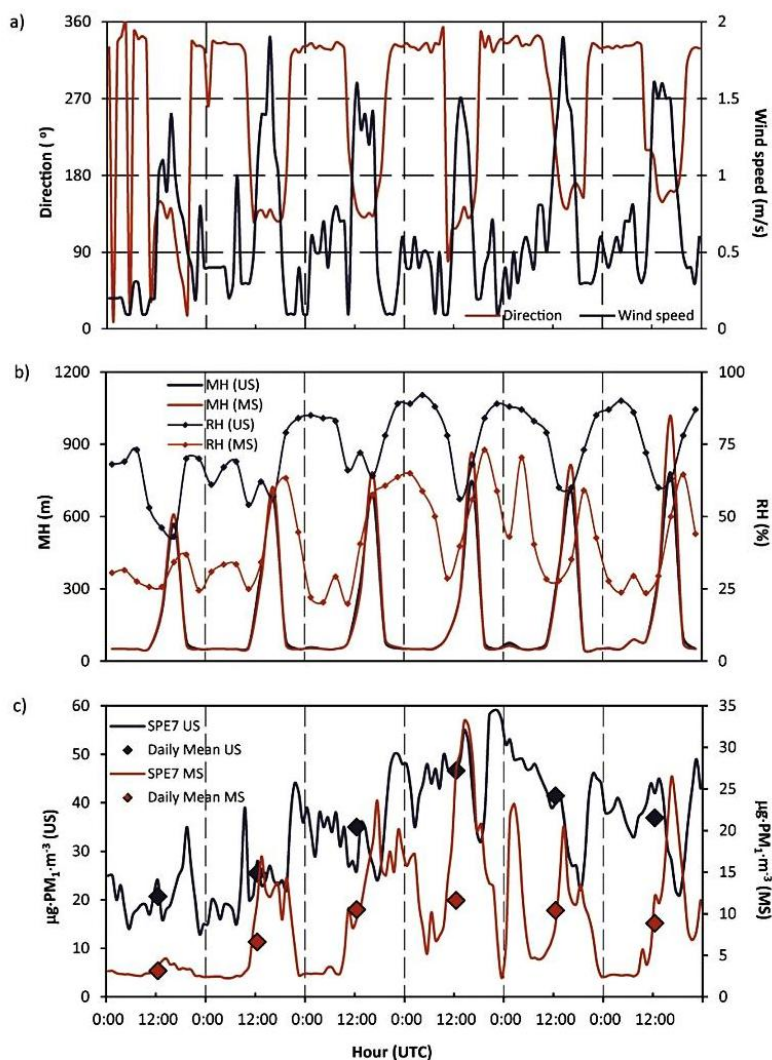 a)
360
270
180
90
0
Direction ( º)
2
1.5
1
0.5
0
Wind speed (m/s)
Direction
Wind speed
b)
1200
900
600
300
0
MH (m)
MH (US)
MH (MS)
RH (US)
RH (MS)
100
75
50
25
0
RH (%)
c)
60
50
40
30
20
10
0
µg·PM₁·m⁻³ (US)
SPE7 US
Daily Mean US
SPE7 MS
Daily Mean MS
35
30
25
20
15
10
5
0
µg·PM₁·m⁻³ (MS)
0:00 12:00 0:00 12:00 0:00 12:00 0:00 12:00 0:00 12:00 0:00 12:00
Hour (UTC)